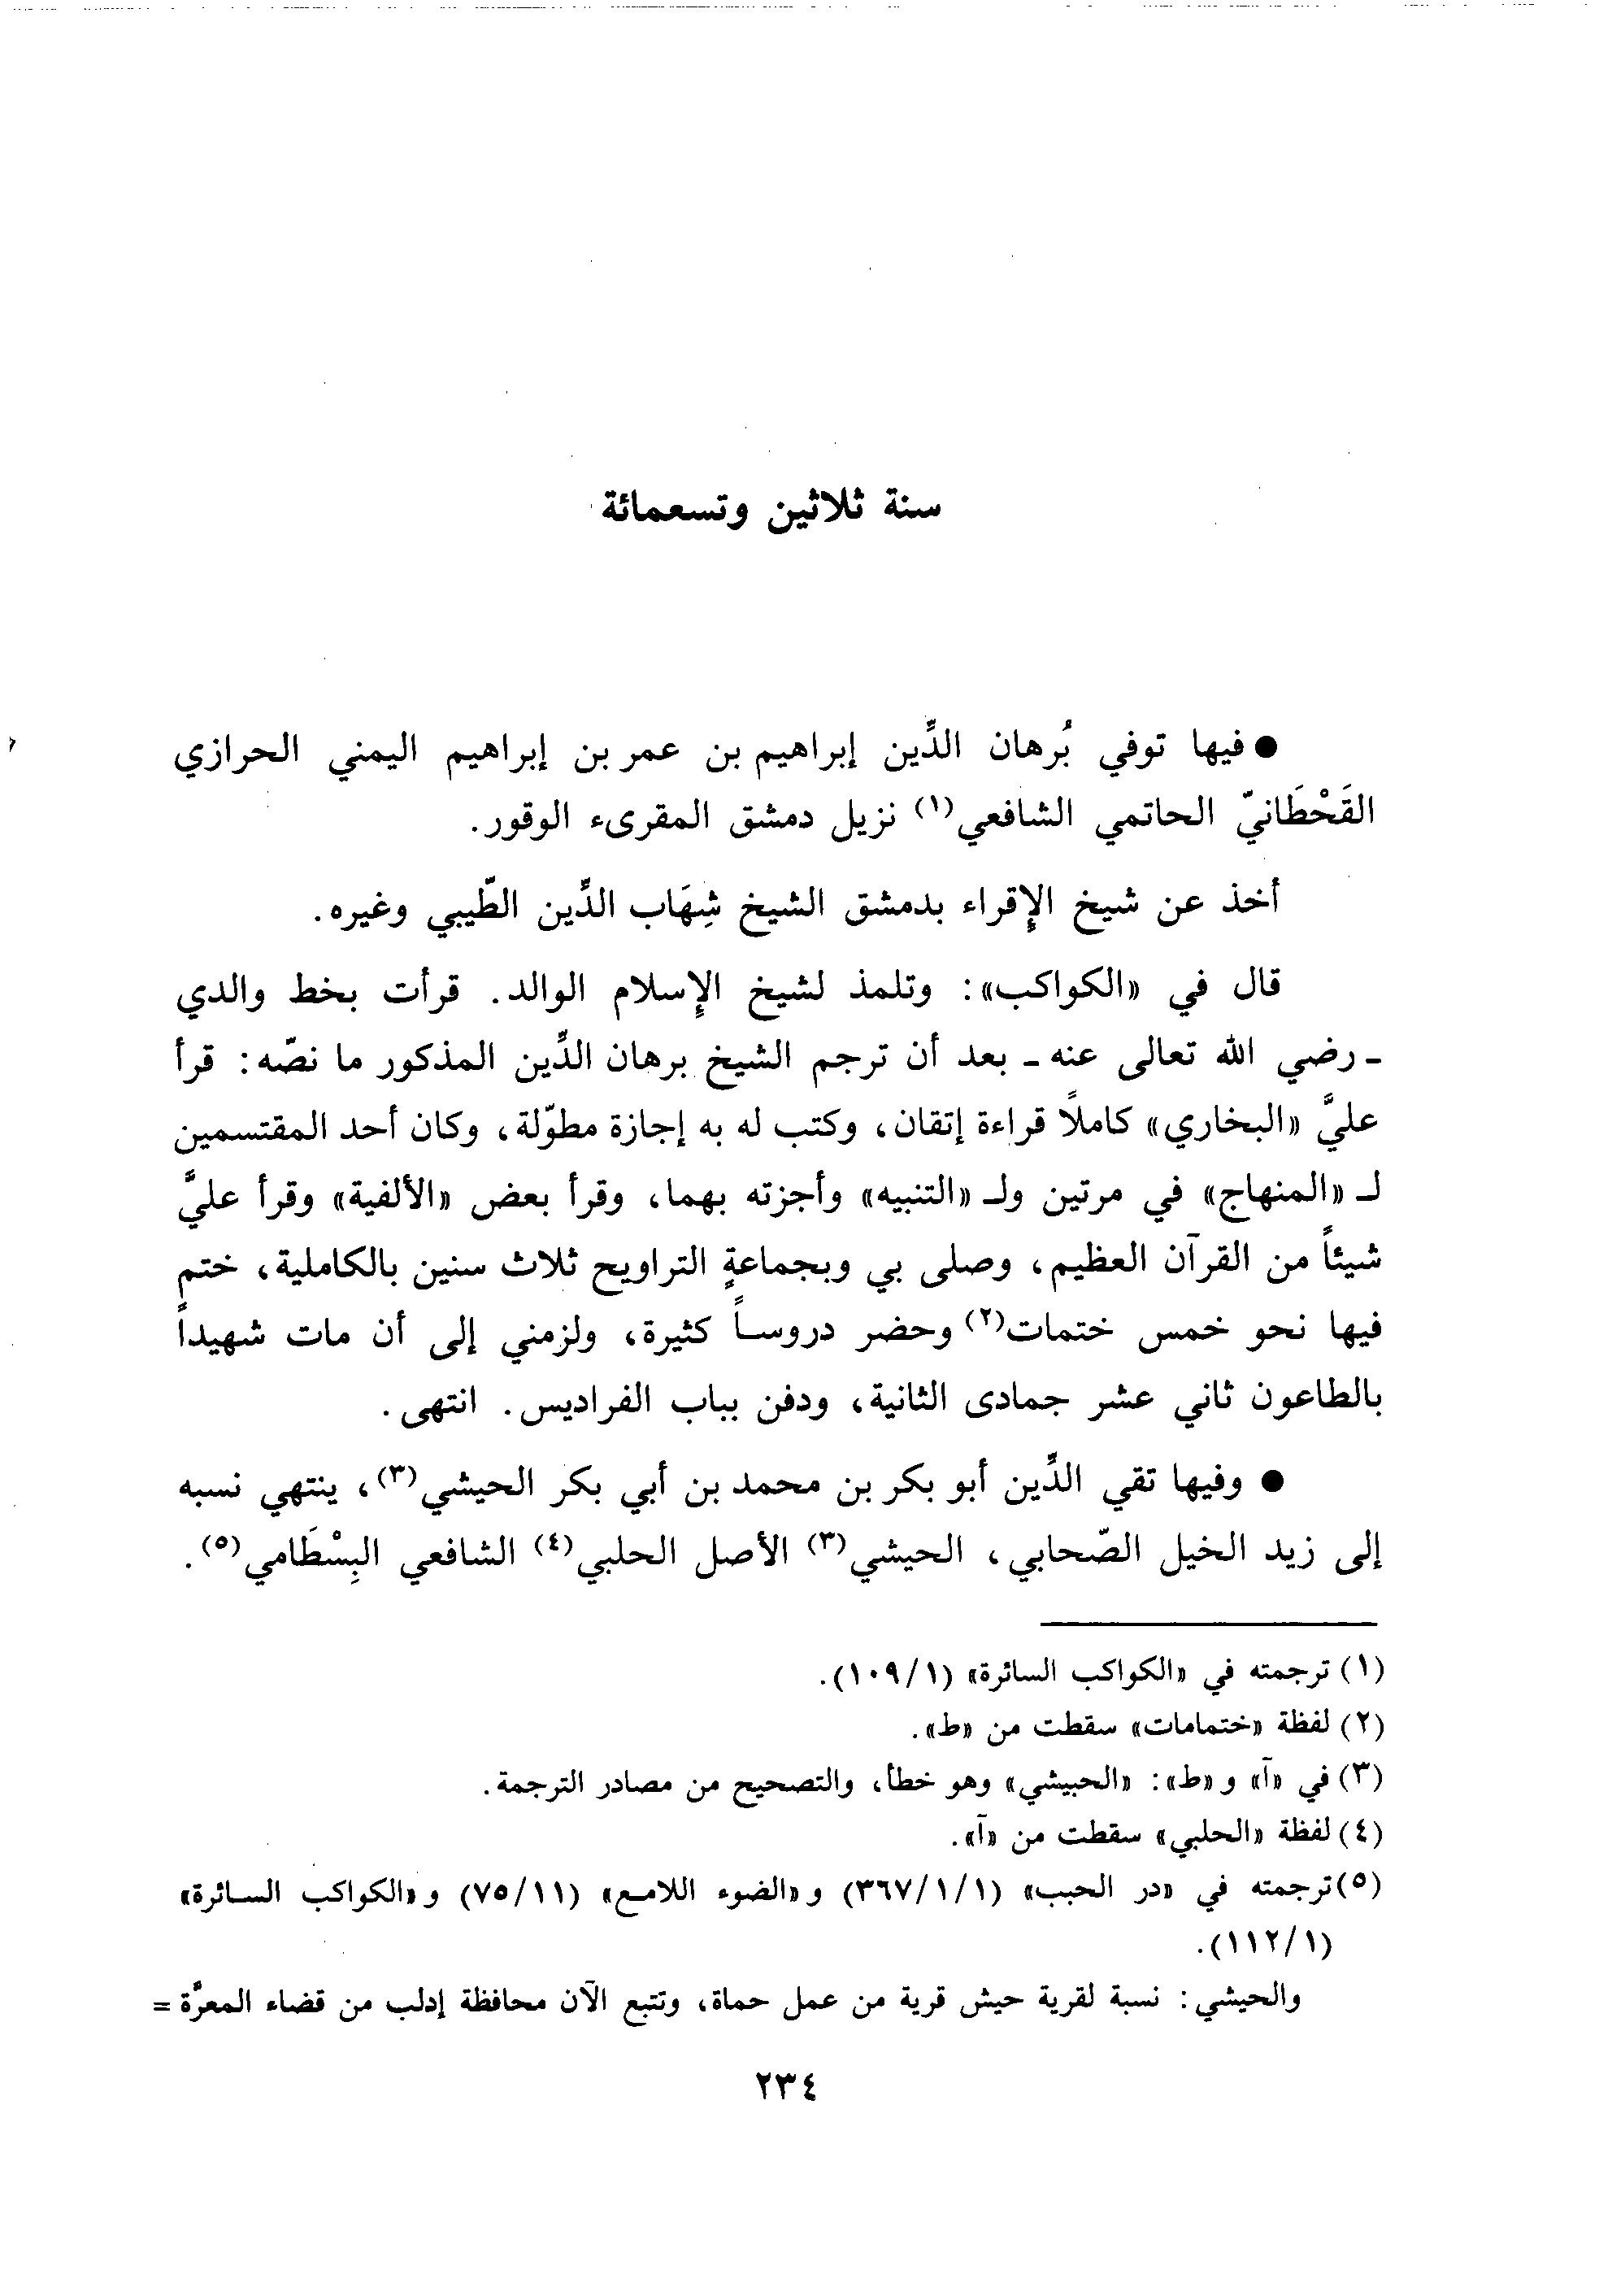 سنة ثلاثين وتسعمائة
● فيها توفي بُرهان الدِّين إبراهيم بن عمر بن إبراهيم اليمني الحرازي
القَحْطَانيّ الحاتمي الشافعي(١) نزيل دمشق المقرىء الوقور.
أخذ عن شيخ الإقراء بدمشق الشيخ شِهَاب الدِّين الطّيبي وغيره.
قال في «الكواكب»: وتلمذ لشيخ الإسلام الوالد. قرأت بخط والدي
ـ رضي الله تعالى عنه ـ بعد أن ترجم الشيخ برهان الدِّين المذكور ما نصّه: قرأ
عليَّ «البخاري» كاملاً قراءة إتقان، وكتب له به إجازة مطوّلة، وكان أحد المقتسمين
لـ «المنهاج» في مرتين ولـ «التنبيه» وأجزته بهما، وقرأ بعض «الألفية» وقرأ عليَّ
شيئاً من القرآن العظيم، وصلى بي وبجماعةٍ التراويح ثلاث سنين بالكاملية، ختم
فيها نحو خمس ختمات(٢) وحضر دروساً كثيرة، ولزمني إلى أن مات شهيداً
بالطاعون ثاني عشر جمادى الثانية، ودفن بباب الفراديس. انتهى.
● وفيها تقي الدِّين أبو بكر بن محمد بن أبي بكر الحيشي(٣)، ينتهي نسبه
إلى زيد الخيل الصّحابي، الحيشي(٣) الأصل الحلبي(٤) الشافعي البِسْطَامي(٥).
(١) ترجمته في «الكواكب السائرة» (١/١٠٩).
(٢) لفظة «ختمامات» سقطت من «ط».
(٣) في «آ» و «ط»: «الحبيشي» وهو خطأ، والتصحيح من مصادر الترجمة.
(٤) لفظة «الحلبي» سقطت من «آ».
(٥) ترجمته في «در الحبب» (١/١/٣٦٧) و «الضوء اللامع» (١١/٧٥) و «الكواكب السائرة»
(١/١١٢).
والحيشي: نسبة لقرية حيش قرية من عمل حماة، وتتبع الآن محافظة إدلب من قضاء المعرَّة =
٢٣٤